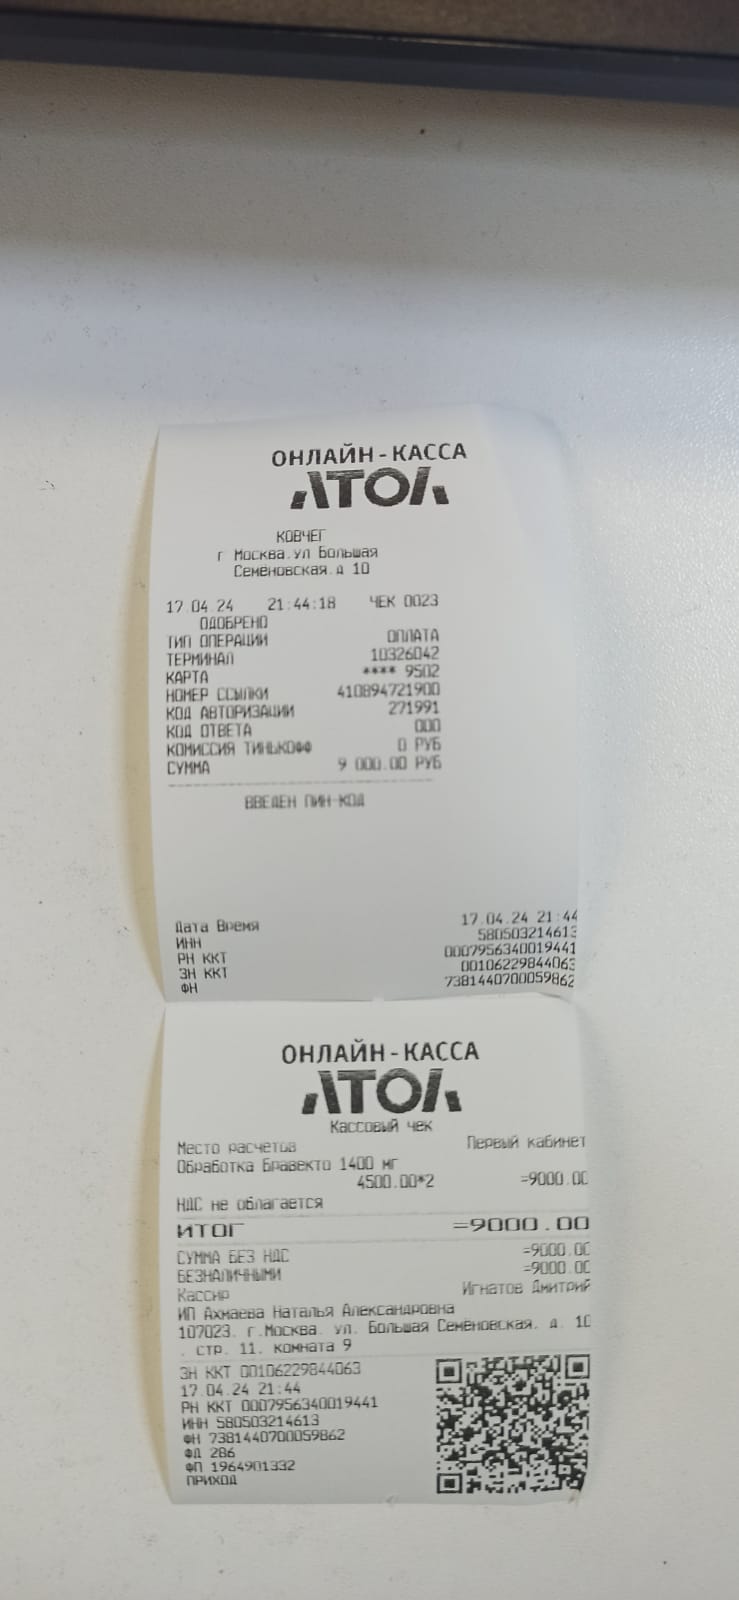 ОНЛАЙН-КАССА
АТОЛ
КОВЧЕГ
г Москва.ул Большая
Семёновская.д 10
17.04.24 21:44:18 ЧЕК 0023
ОДОБРЕНО
ТИП ОПЕРАЦИИ ОПЛАТА
ТЕРМИНАЛ 10326042
КАРТА **** 9502
НОМЕР ССЫЛКИ 410894721900
КОД АВТОРИЗАЦИИ 271991
КОД ОТВЕТА 000
КОМИССИЯ ТИНЬКОФФ 0 РУБ
СУММА 9 000.00 РУБ
ВВЕДЕН ПИН-КОД
Дата Время 17.04.24 21:44
ИНН 580503214613
РН ККТ 0007956340019441
ЗН ККТ 00106229844063
ФН 7381440700059862
ОНЛАЙН-КАССА
АТОЛ
Кассовый чек
Место расчетов Первый кабинет
Обработка Бравекто 1400 мг
4500.00*2 =9000.00
НДС не облагается
ИТОГ =9000.00
СУММА БЕЗ НДС =9000.00
БЕЗНАЛИЧНЫМИ =9000.00
Кассир Игнатов Дмитрий
ИП Ахмаева Наталья Александровна
107023. г.Москва. ул. Большая Семёновская. д. 10
. стр. 11. комната 9
ЗН ККТ 00106229844063
17.04.24 21:44
РН ККТ 0007956340019441
ИНН 580503214613
ФН 7381440700059862
ФД 286
ФП 1964901332
ПРИХОД